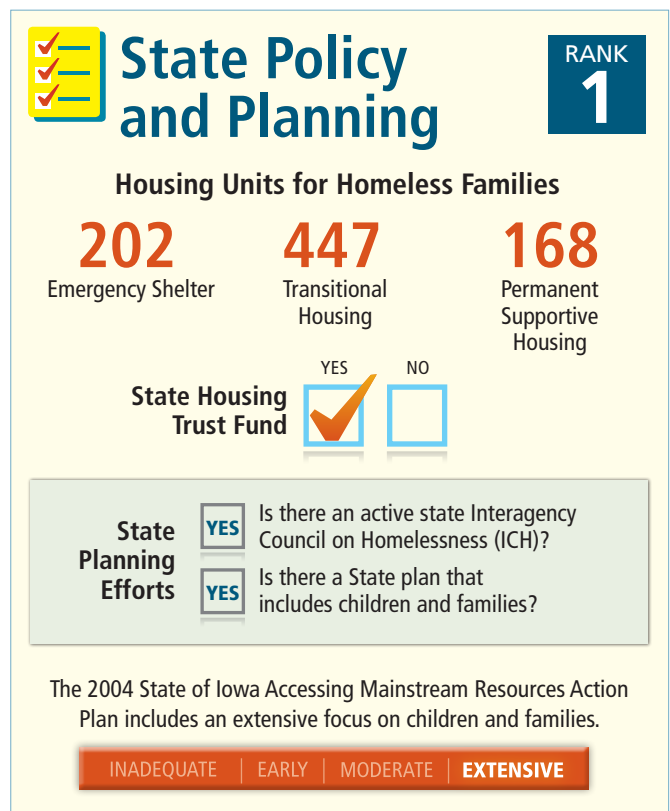 State Policy
and Planning
RANK
1
Housing Units for Homeless Families
202
Emergency Shelter
447
Transitional
Housing
168
Permanent
Supportive
Housing
YES
NO
State Housing
Trust Fund
State
Planning
Efforts
YES
Is there an active state Interagency
Council on Homelessness (ICH)?
YES
Is there a State plan that
includes children and families?
The 2004 State of Iowa Accessing Mainstream Resources Action
Plan includes an extensive focus on children and families.
INADEQUATE | EARLY | MODERATE | EXTENSIVE